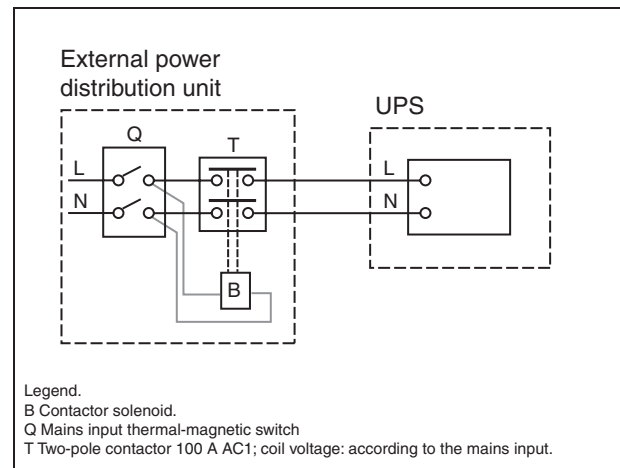 External power
distribution unit
UPS
Q
T
L
L
N
N
B
Legend.
B Contactor solenoid.
Q Mains input thermal-magnetic switch
T Two-pole contactor 100 A AC1; coil voltage: according to the mains input.